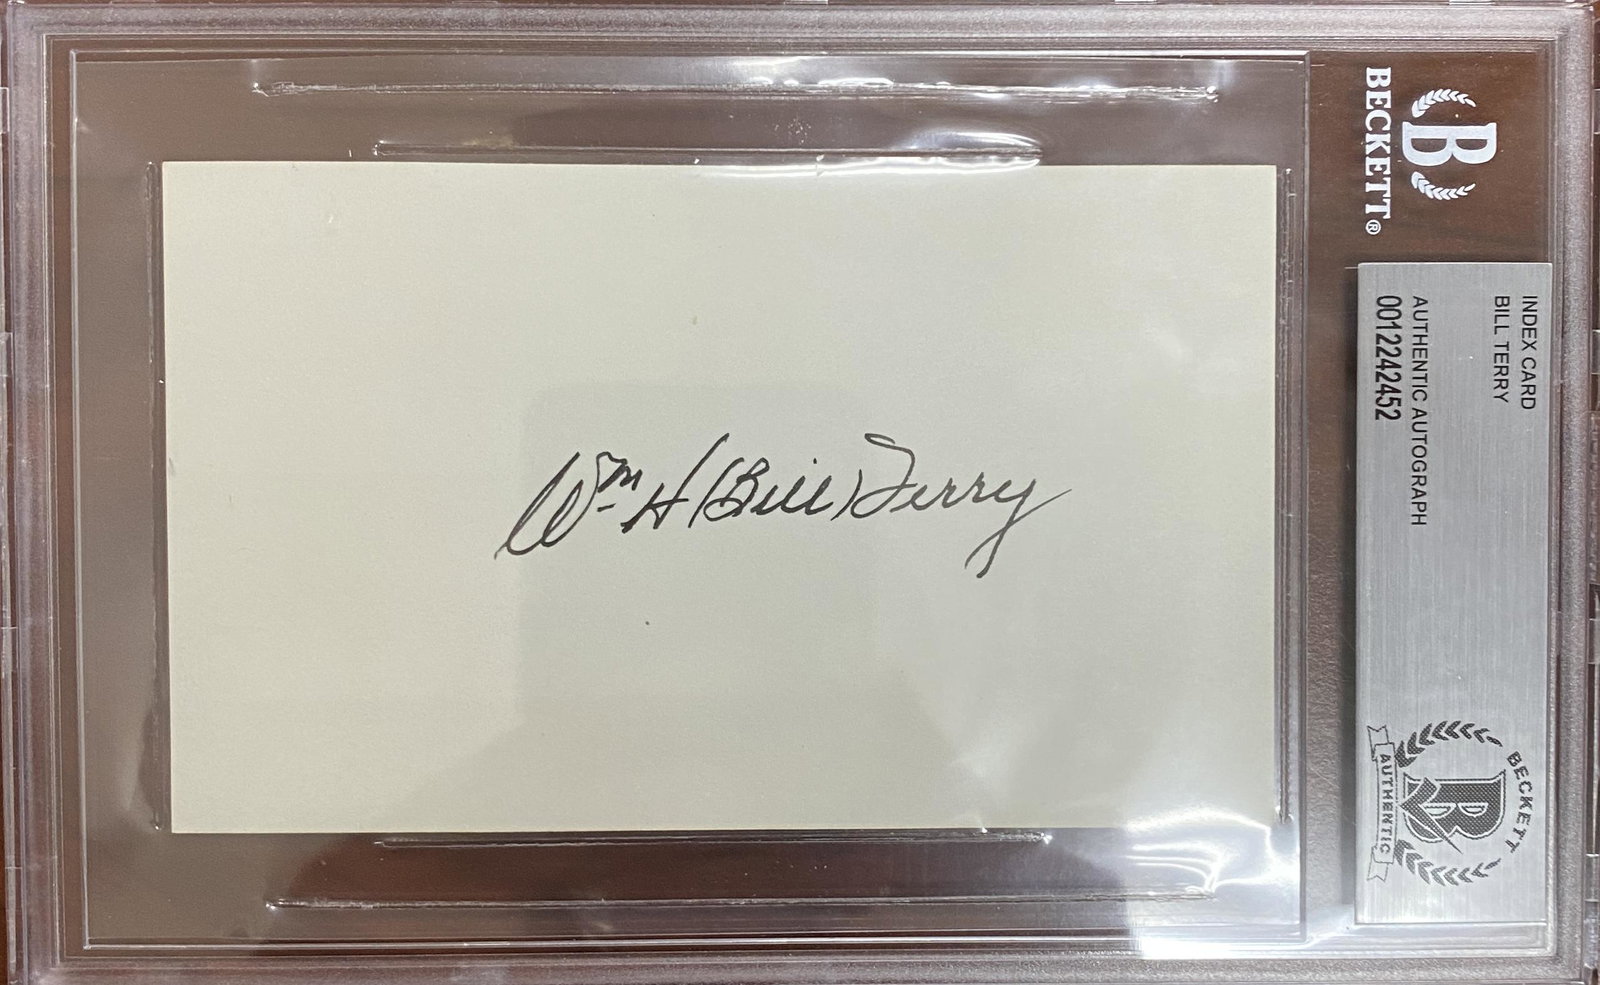 Wm H (Bill) Terry
B
BECKETT®
INDEX CARD
BILL TERRY
AUTHENTIC AUTOGRAPH
0012242452
BECKETT
B
AUTHENTIC